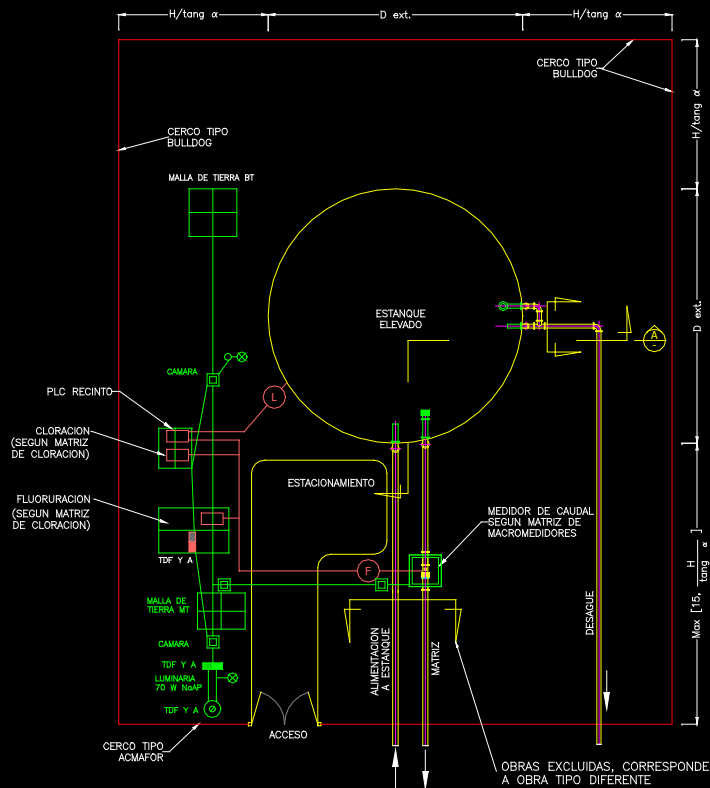 H/tang α
D ext.
H/tang α
CERCO TIPO
BULLDOG
H/tang α
CERCO TIPO
BULLDOG
MALLA DE TIERRA BT
ESTANQUE
ELEVADO
D ext.
A
-
CAMARA
PLC RECINTO
L
CLORACION
(SEGUN MATRIZ
DE CLORACION)
ESTACIONAMIENTO
FLUORURACION
(SEGUN MATRIZ
DE CLORACION)
MEDIDOR DE CAUDAL
SEGUN MATRIZ DE
MACROMEDIDORES
TDF Y A
F
Max [15, H / tang α ]
MALLA DE
TIERRA MT
DESAGUE
CAMARA
ALIMENTACION
A ESTANQUE
MATRIZ
TDF Y A
LUMINARIA
70 W NaAP
TDF Y A
ACCESO
CERCO TIPO
ACMAFOR
OBRAS EXCLUIDAS, CORRESPONDE
A OBRA TIPO DIFERENTE